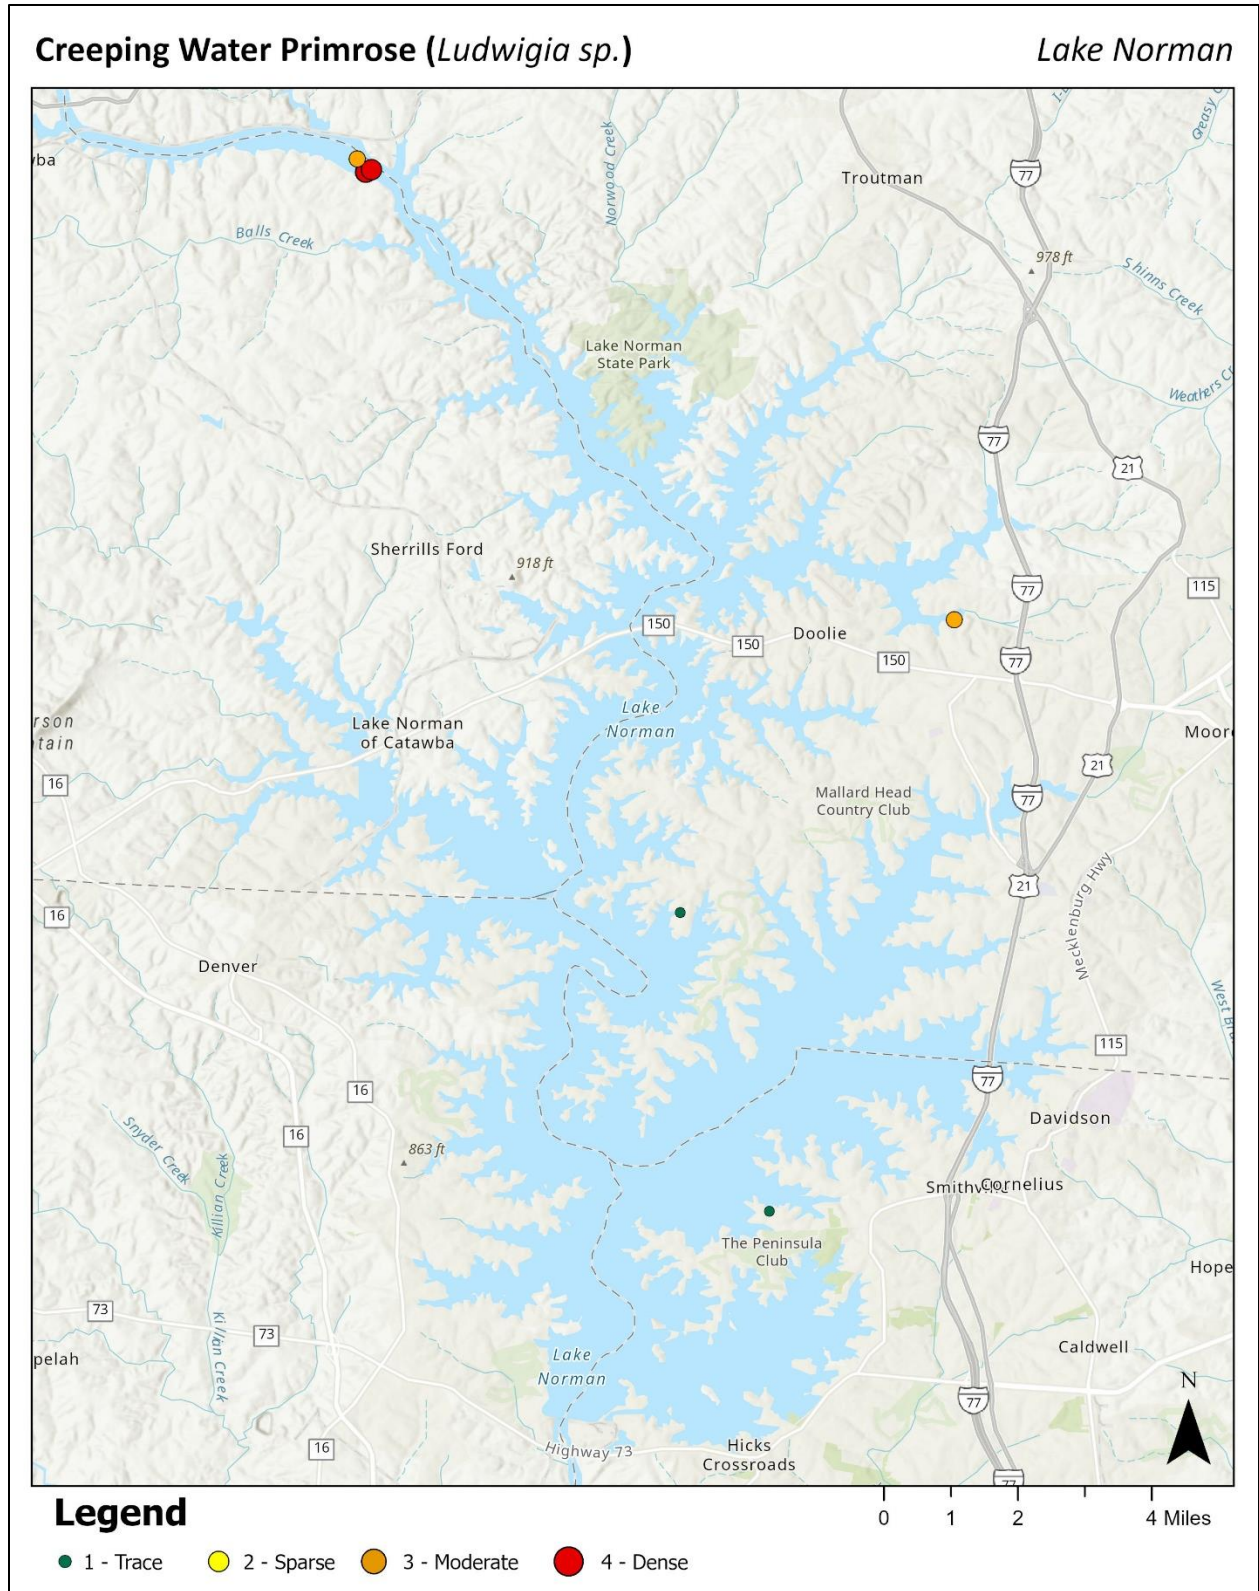 Creeping Water Primrose (Ludwigia sp.)
Lake Norman
Norwood Creek
Troutman
77
ba
Balls Creek
978 ft
Shinns Creek
Lake Norman
State Park
Weathers Cr
77
21
Sherrills Ford
918 ft
77
115
150
150
Doolie
150
77
Lake
Norman
rson
tain
Lake Norman
of Catawba
Moor
16
21
Mallard Head
Country Club
77
21
Mecklenburg Hwy
16
Denver
West Br
115
16
77
Davidson
Snyder Creek
Killian Creek
16
863 ft
Smithville
Cornelius
The Peninsula
Club
Hope
73
73
Killian Creek
pelah
Lake
Norman
Caldwell
77
N
16
Highway 73
Hicks
Crossroads
77
Legend
0 1 2 4 Miles
1 - Trace
2 - Sparse
3 - Moderate
4 - Dense